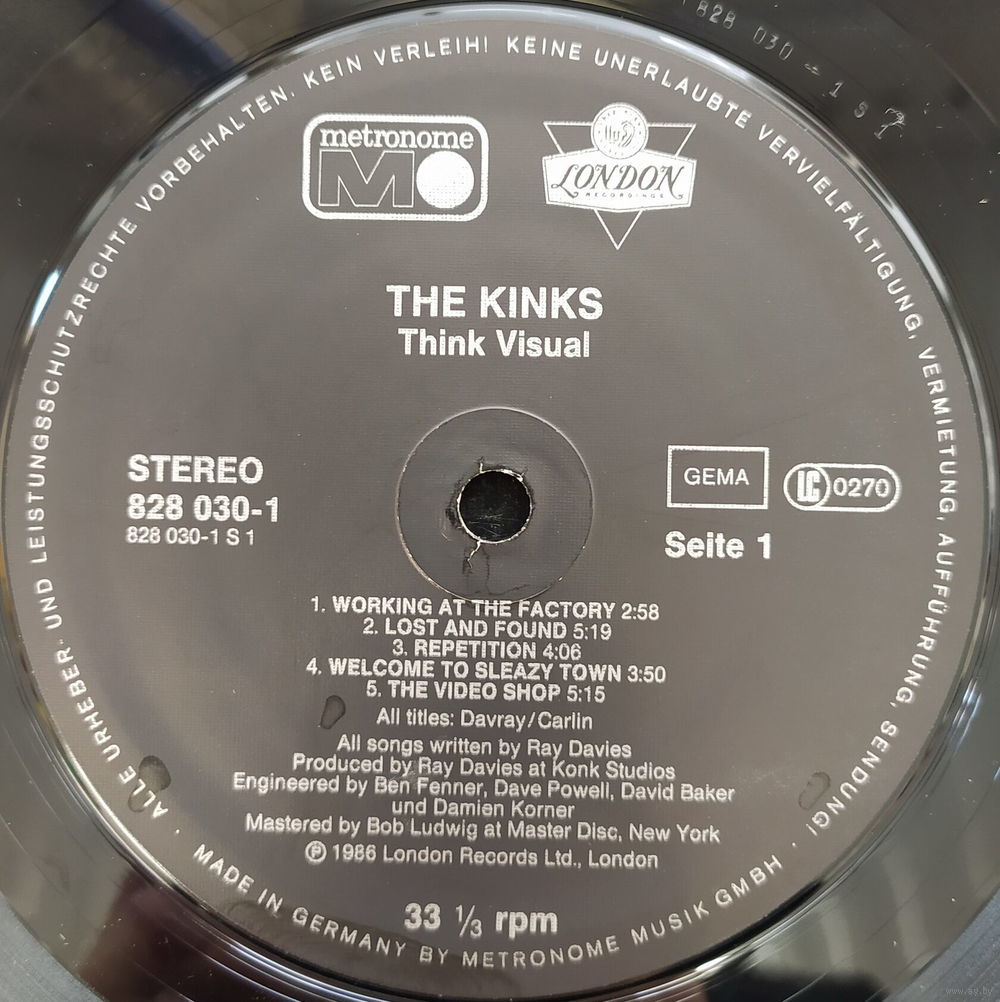 828 030 - 1 S 1
ALLE URHEBER- UND LEISTUNGSSCHUTZRECHTE VORBEHALTEN. KEIN VERLEIH! KEINE UNERLAUBTE VERVIELFÄLTIGUNG, VERMIETUNG, AUFFÜHRUNG, SENDUNG!
metronome
MO
LONDON
RECORDINGS
THE KINKS
Think Visual
STEREO
828 030-1
828 030-1 S 1
GEMA
LC 0270
Seite 1
1. WORKING AT THE FACTORY 2:58
2. LOST AND FOUND 5:19
3. REPETITION 4:06
4. WELCOME TO SLEAZY TOWN 3:50
5. THE VIDEO SHOP 5:15
All titles: Davray/Carlin
All songs written by Ray Davies
Produced by Ray Davies at Konk Studios
Engineered by Ben Fenner, Dave Powell, David Baker
und Damien Korner
Mastered by Bob Ludwig at Master Disc, New York
℗ 1986 London Records Ltd., London
33 ⅓ rpm
MADE IN GERMANY BY METRONOME MUSIK GMBH
www.ay.by